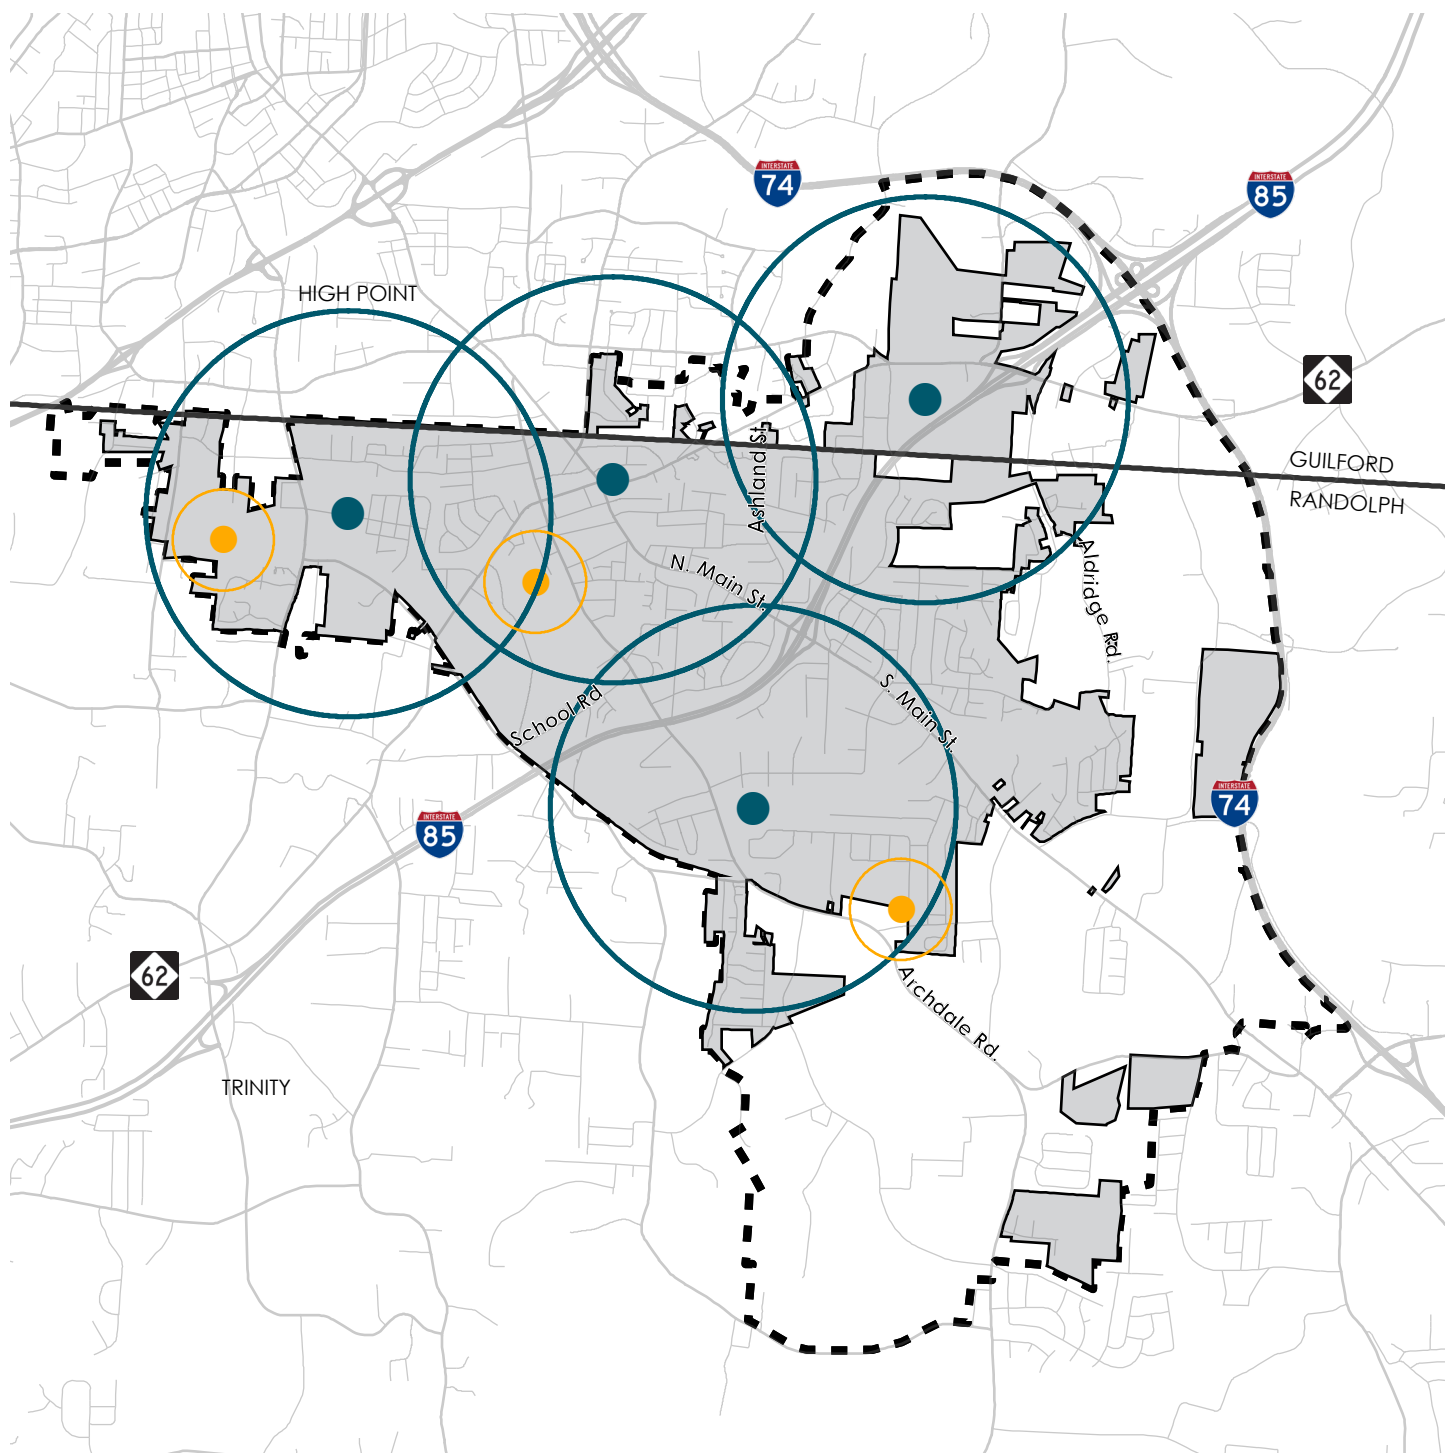 INTERSTATE
74
INTERSTATE
85
HIGH POINT
62
GUILFORD
RANDOLPH
Ashland St.
N. Main St.
Aldridge Rd.
School Rd
S. Main St.
INTERSTATE
74
INTERSTATE
85
62
Archdale Rd.
TRINITY